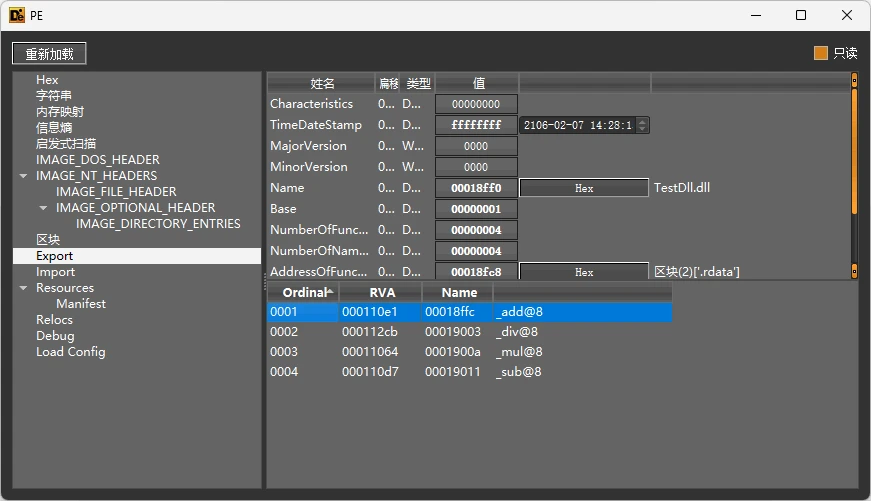 PE
重新加载
只读
Hex
字符串
内存映射
信息熵
启发式扫描
IMAGE_DOS_HEADER
IMAGE_NT_HEADERS
IMAGE_FILE_HEADER
IMAGE_OPTIONAL_HEADER
IMAGE_DIRECTORY_ENTRIES
区块
Export
Import
Resources
Manifest
Relocs
Debug
Load Config
姓名 偏移 类型 值
Characteristics 0... D... 00000000
TimeDateStamp 0... D... ffffffff 2106-02-07 14:28:1
MajorVersion 0... W... 0000
MinorVersion 0... W... 0000
Name 0... D... 00018ff0 Hex TestDll.dll
Base 0... D... 00000001
NumberOfFunc... 0... D... 00000004
NumberOfNam... 0... D... 00000004
AddressOfFunc... 0... D... 00018fc8 Hex 区块(2)['.rdata']
Ordinal RVA Name
0001 000110e1 00018ffc _add@8
0002 000112cb 00019003 _div@8
0003 00011064 0001900a _mul@8
0004 000110d7 00019011 _sub@8